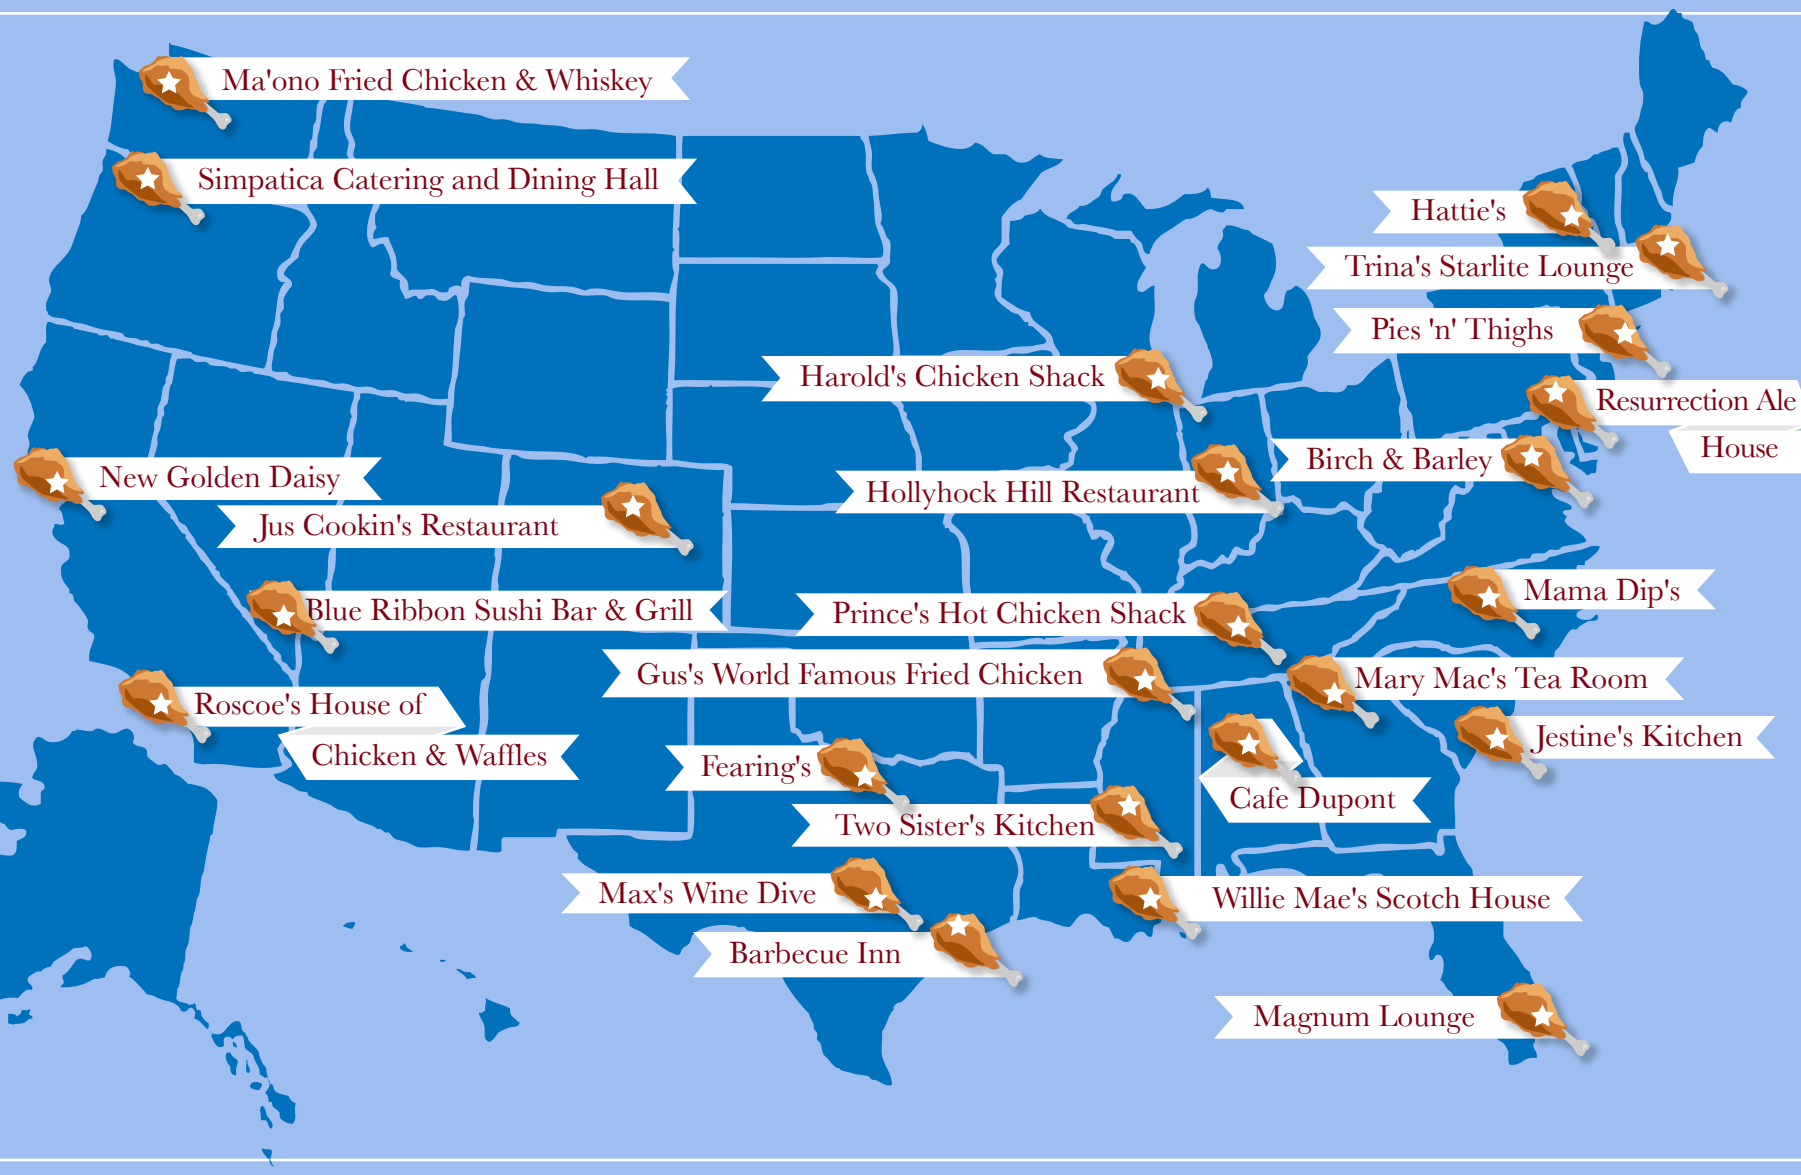 Ma'ono Fried Chicken & Whiskey
Simpatica Catering and Dining Hall
Hattie's
Trina's Starlite Lounge
Pies 'n' Thighs
Harold's Chicken Shack
Resurrection Ale
House
Birch & Barley
New Golden Daisy
Hollyhock Hill Restaurant
Jus Cookin's Restaurant
Mama Dip's
Blue Ribbon Sushi Bar & Grill
Prince's Hot Chicken Shack
Gus's World Famous Fried Chicken
Mary Mac's Tea Room
Roscoe's House of
Chicken & Waffles
Jestine's Kitchen
Fearing's
Cafe Dupont
Two Sister's Kitchen
Max's Wine Dive
Willie Mae's Scotch House
Barbecue Inn
Magnum Lounge